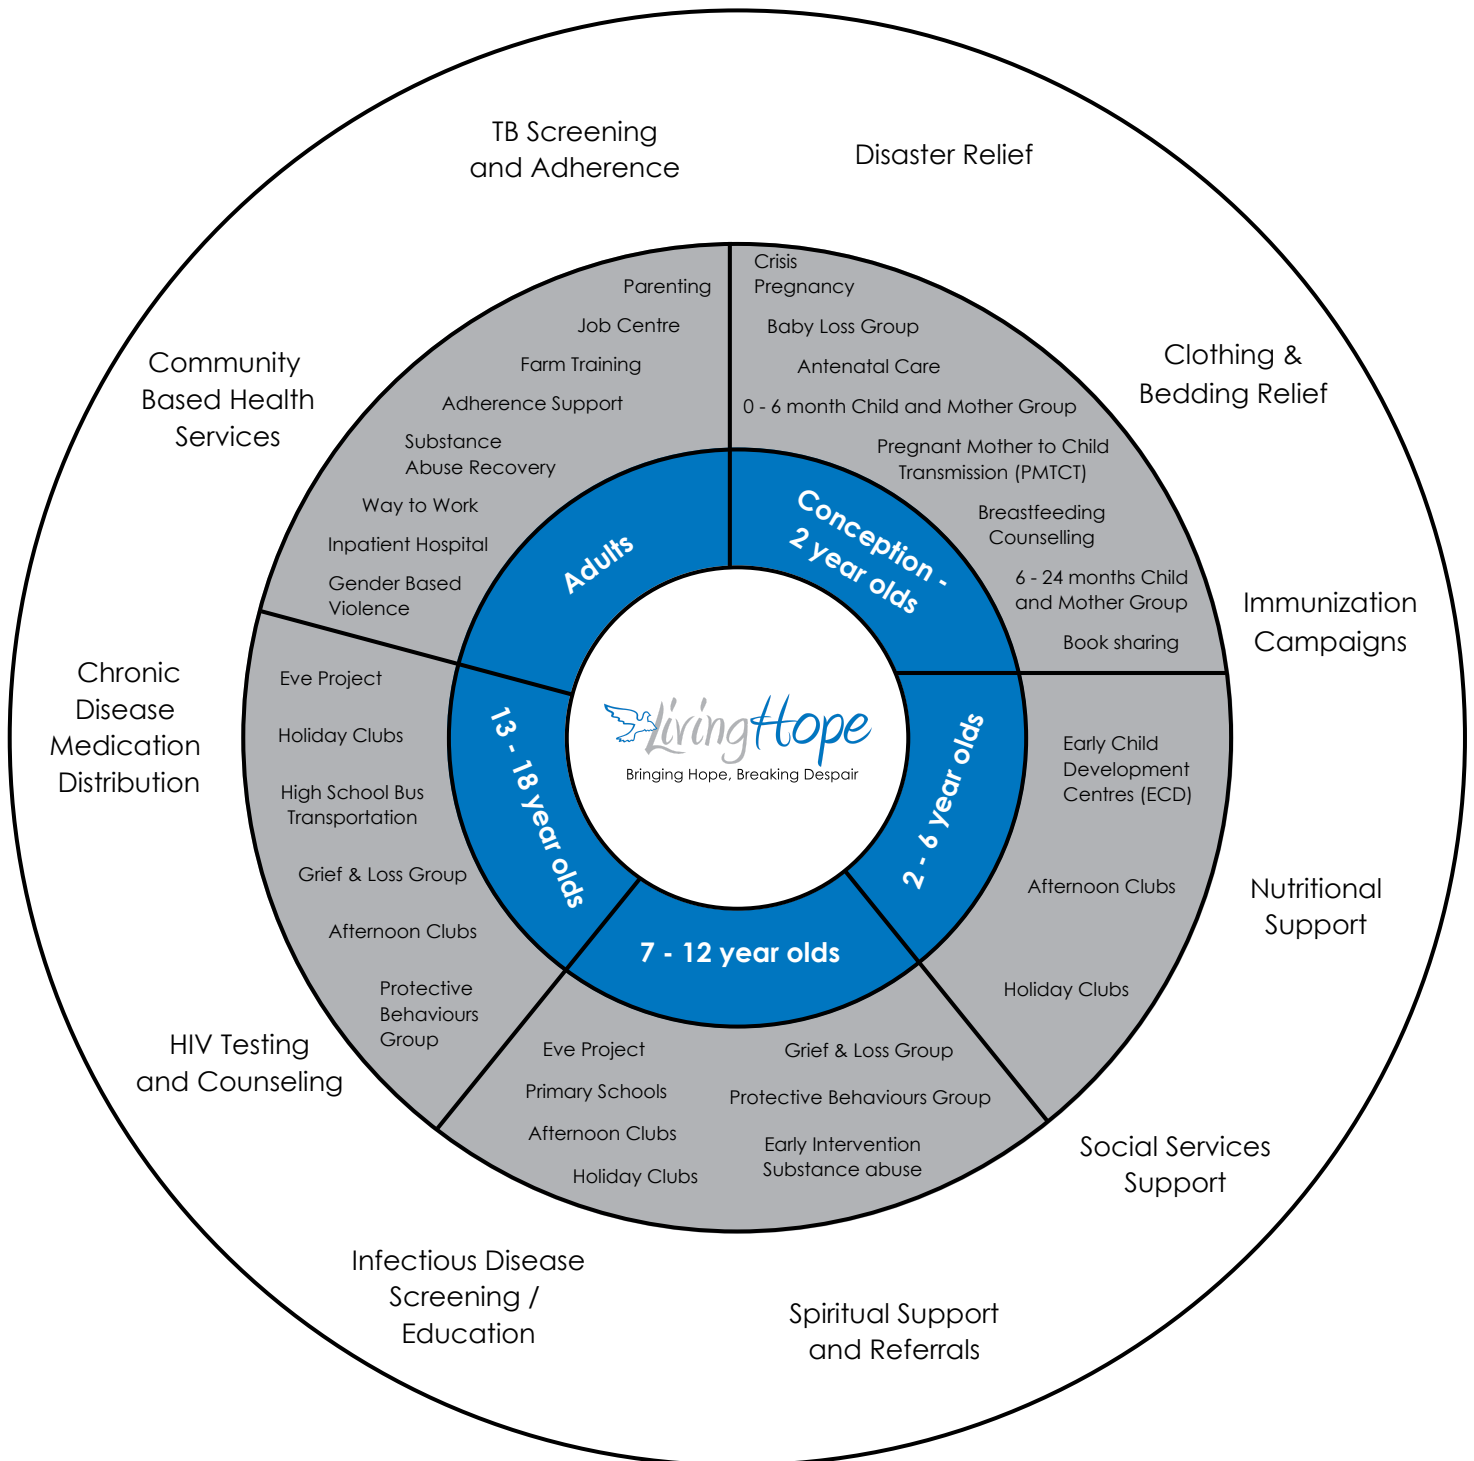 TB Screening
and Adherence
Disaster Relief
Clothing &
Bedding Relief
Immunization
Campaigns
Nutritional
Support
Social Services
Support
Spiritual Support
and Referrals
Infectious Disease
Screening /
Education
HIV Testing
and Counseling
Chronic
Disease
Medication
Distribution
Community
Based Health
Services
Crisis
Pregnancy
Baby Loss Group
Antenatal Care
0 - 6 month Child and Mother Group
Pregnant Mother to Child
Transmission (PMTCT)
Breastfeeding
Counselling
6 - 24 months Child
and Mother Group
Book sharing
Early Child
Development
Centres (ECD)
Afternoon Clubs
Holiday Clubs
Grief & Loss Group
Protective Behaviours Group
Early Intervention
Substance abuse
Eve Project
Primary Schools
Afternoon Clubs
Holiday Clubs
Eve Project
Holiday Clubs
High School Bus
Transportation
Grief & Loss Group
Afternoon Clubs
Protective
Behaviours
Group
Parenting
Job Centre
Farm Training
Adherence Support
Substance
Abuse Recovery
Way to Work
Inpatient Hospital
Gender Based
Violence
Conception -
2 year olds
2 - 6 year olds
7 - 12 year olds
13 - 18 year olds
Adults
Living Hope
Bringing Hope, Breaking Despair